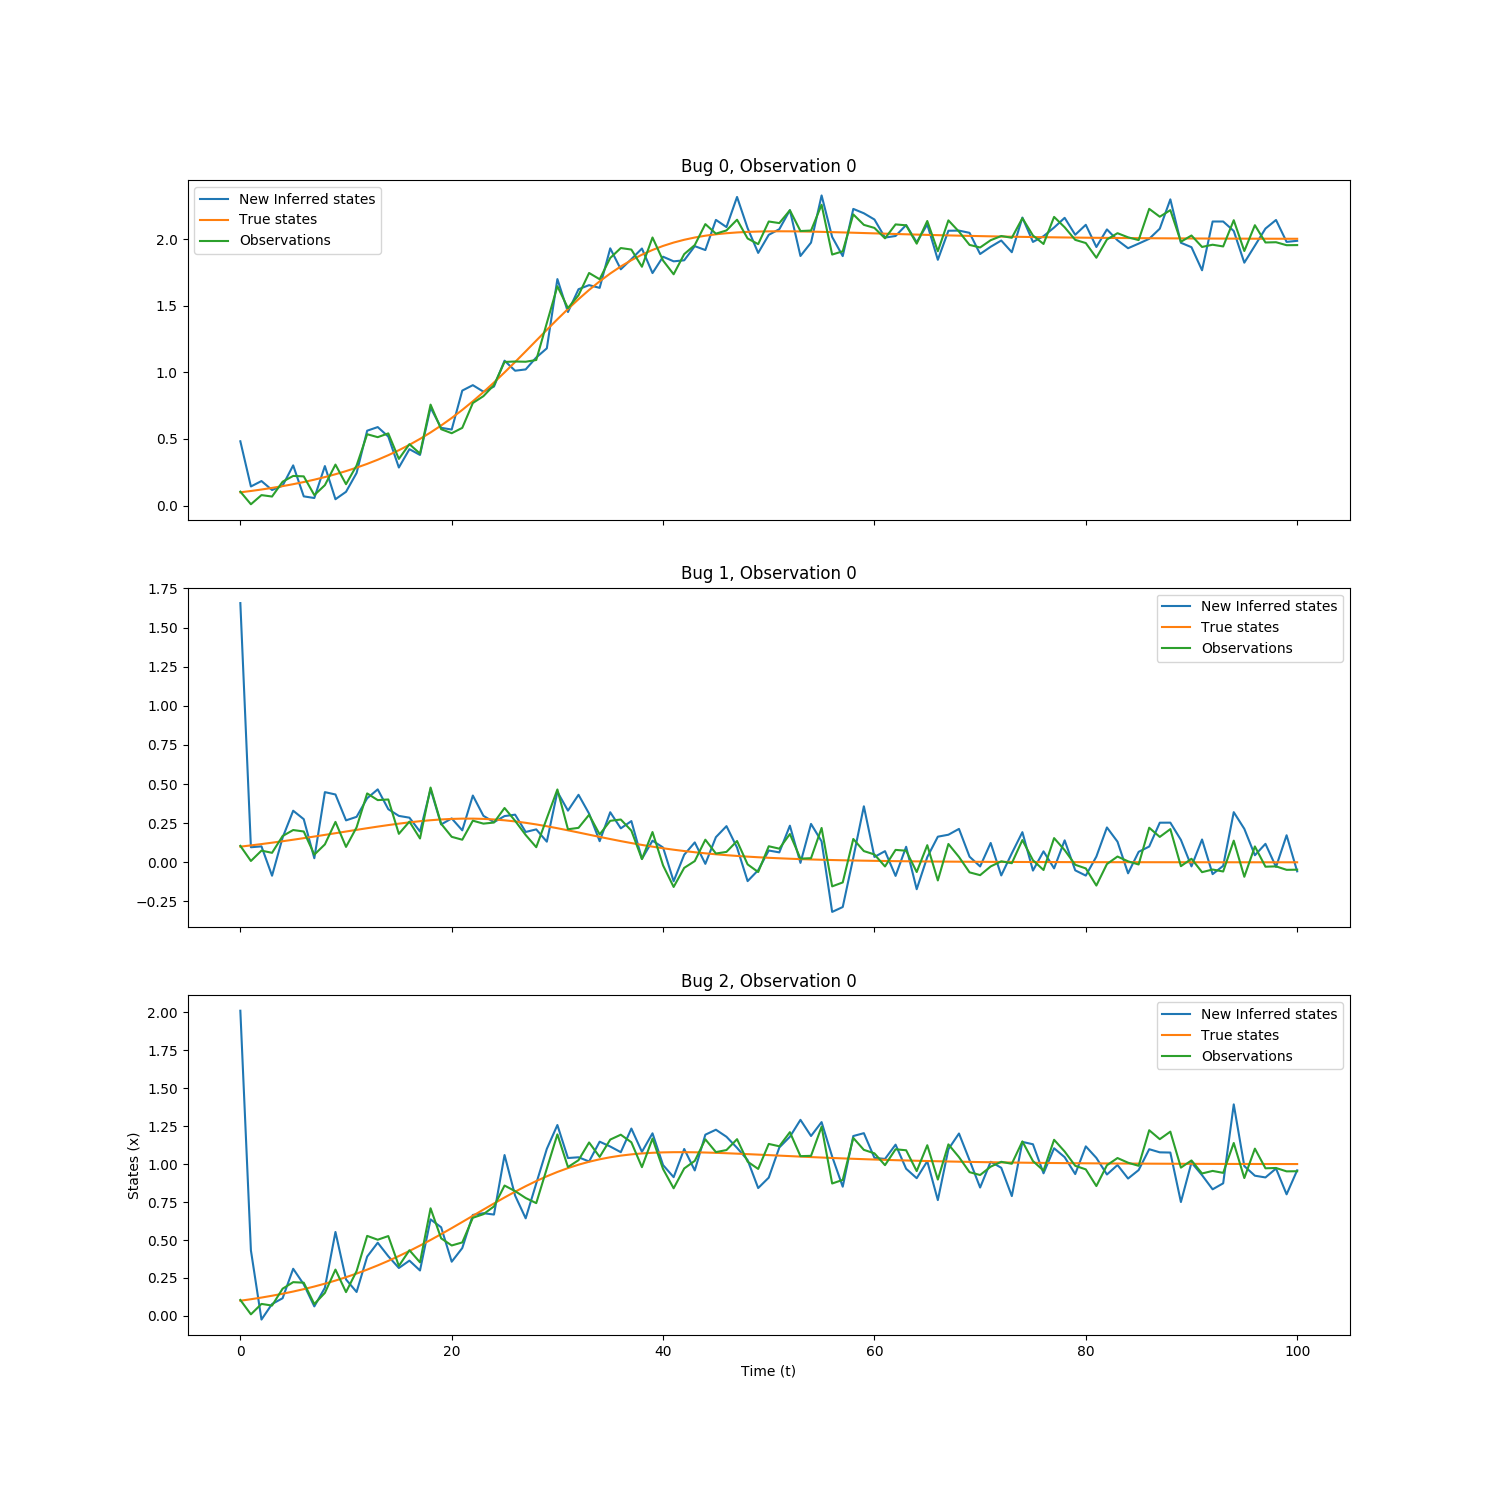 Bug 0, Observation 0
New Inferred states
True states
Observations
2.0
1.5
1.0
0.5
0.0
Bug 1, Observation 0
New Inferred states
True states
Observations
1.75
1.50
1.25
1.00
0.75
0.50
0.25
0.00
−0.25
Bug 2, Observation 0
New Inferred states
True states
Observations
2.00
1.75
1.50
1.25
1.00
0.75
0.50
0.25
0.00
States (x)
0 20 40 60 80 100
Time (t)